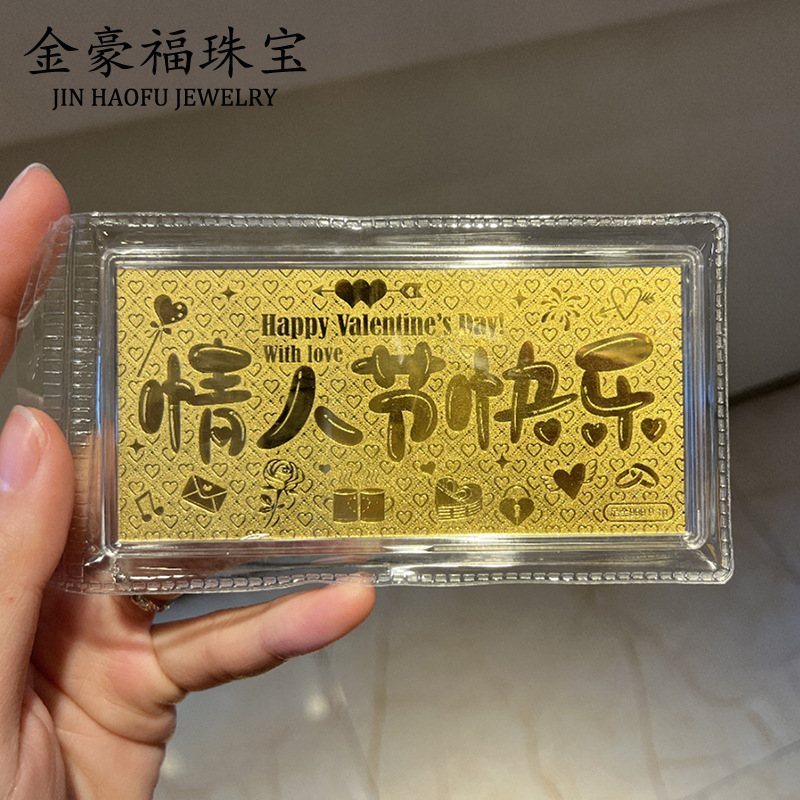 金豪福珠宝
JIN HAOFU JEWELRY
Happy Valentine's Day!
With love
情人节快乐